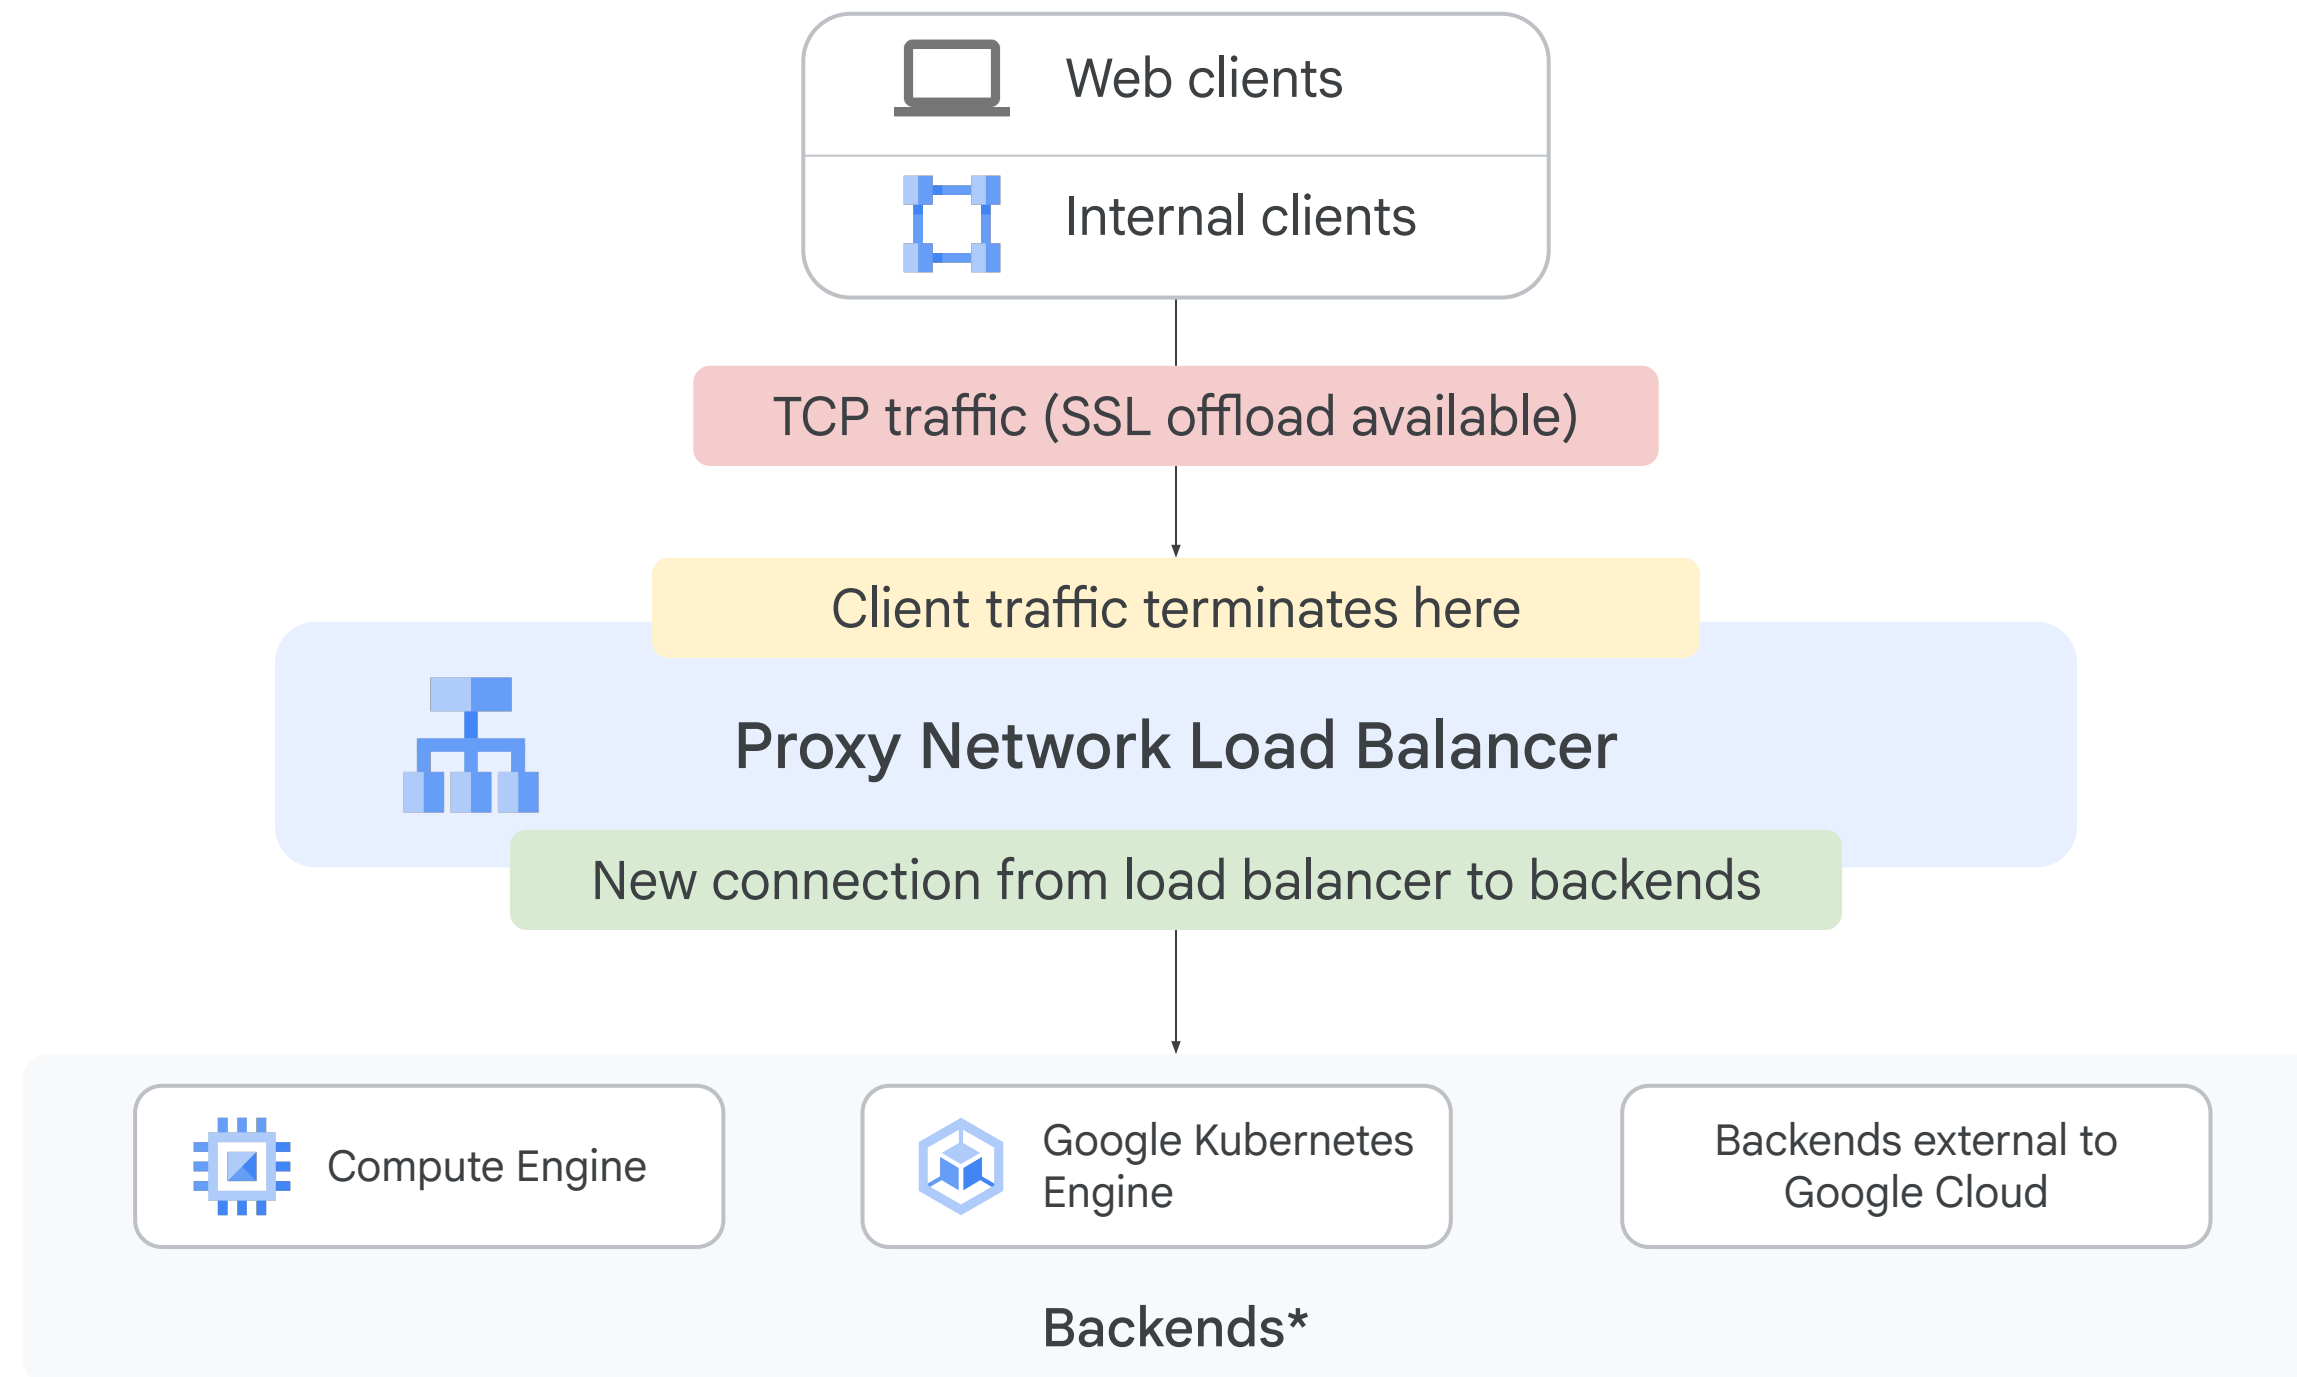 Web clients
Internal clients
TCP traffic (SSL offload available)
Client traffic terminates here
Proxy Network Load Balancer
New connection from load balancer to backends
Compute Engine
Google Kubernetes
Engine
Backends external to
Google Cloud
Backends*